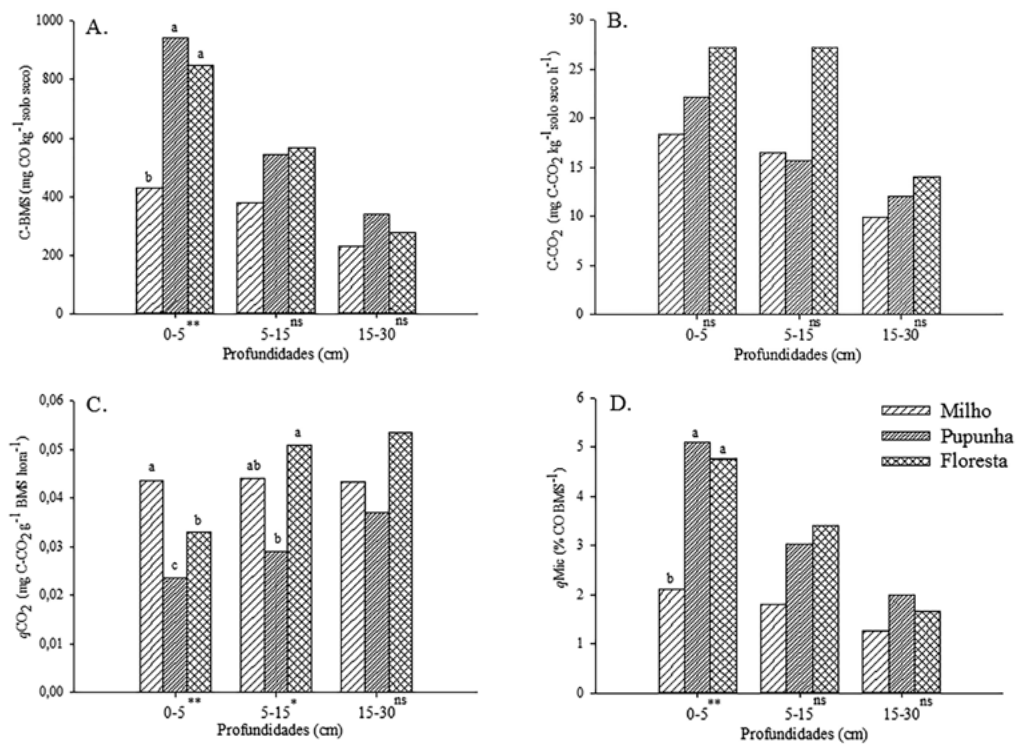 A.
C-BMS (mg CO kg-1 solo seco)
1000
800
600
400
200
0
b
a
a
0-5**
5-15ns
15-30ns
Profundidades (cm)
B.
C-CO2 (mg C-CO2 kg-1 solo seco h-1)
30
25
20
15
10
5
0
0-5ns
5-15ns
15-30ns
Profundidades (cm)
C.
qCO2 (mg C-CO2 g-1 BMS hora-1)
0,06
0,05
0,04
0,03
0,02
0,01
0,00
a
c
b
ab
b
a
0-5**
5-15*
15-30ns
Profundidades (cm)
D.
qMic (% CO BMS-1)
6
5
4
3
2
1
0
b
a
a
Milho
Pupunha
Floresta
0-5**
5-15ns
15-30ns
Profundidades (cm)